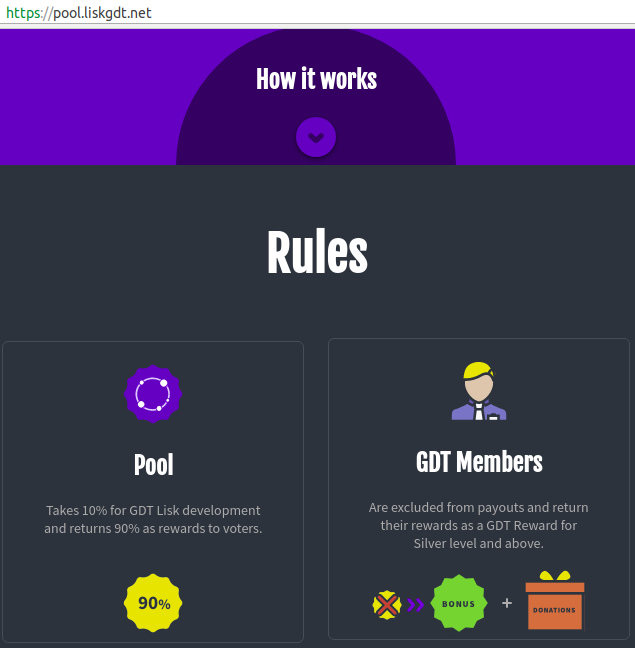 https://pool.liskgdt.net
How it works
Rules
Pool
Takes 10% for GDT Lisk development
and returns 90% as rewards to voters.
90%
GDT Members
Are excluded from payouts and return
their rewards as a GDT Reward for
Silver level and above.
BONUS + DONATIONS